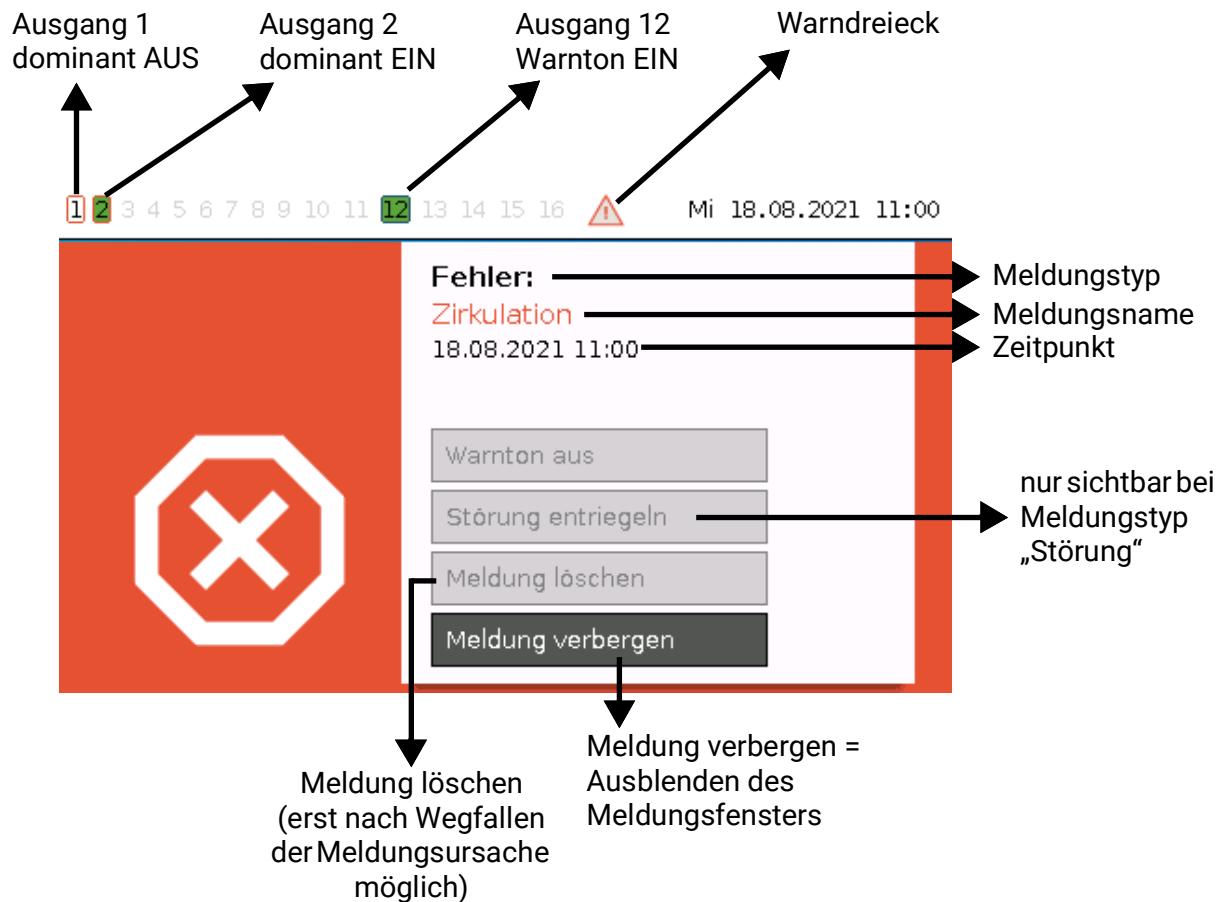 Ausgang 1
dominant AUS
Ausgang 2
dominant EIN
Ausgang 12
Warnton EIN
Warndreieck
1 2 3 4 5 6 7 8 9 10 11 12 13 14 15 16 Mi 18.08.2021 11:00
Fehler:
Zirkulation
18.08.2021 11:00
Meldungstyp
Meldungsname
Zeitpunkt
Warnton aus
Störung entriegeln
Meldung löschen
Meldung verbergen
nur sichtbar bei
Meldungstyp
„Störung“
Meldung löschen
(erst nach Wegfallen
der Meldungsursache
möglich)
Meldung verbergen =
Ausblenden des
Meldungsfensters